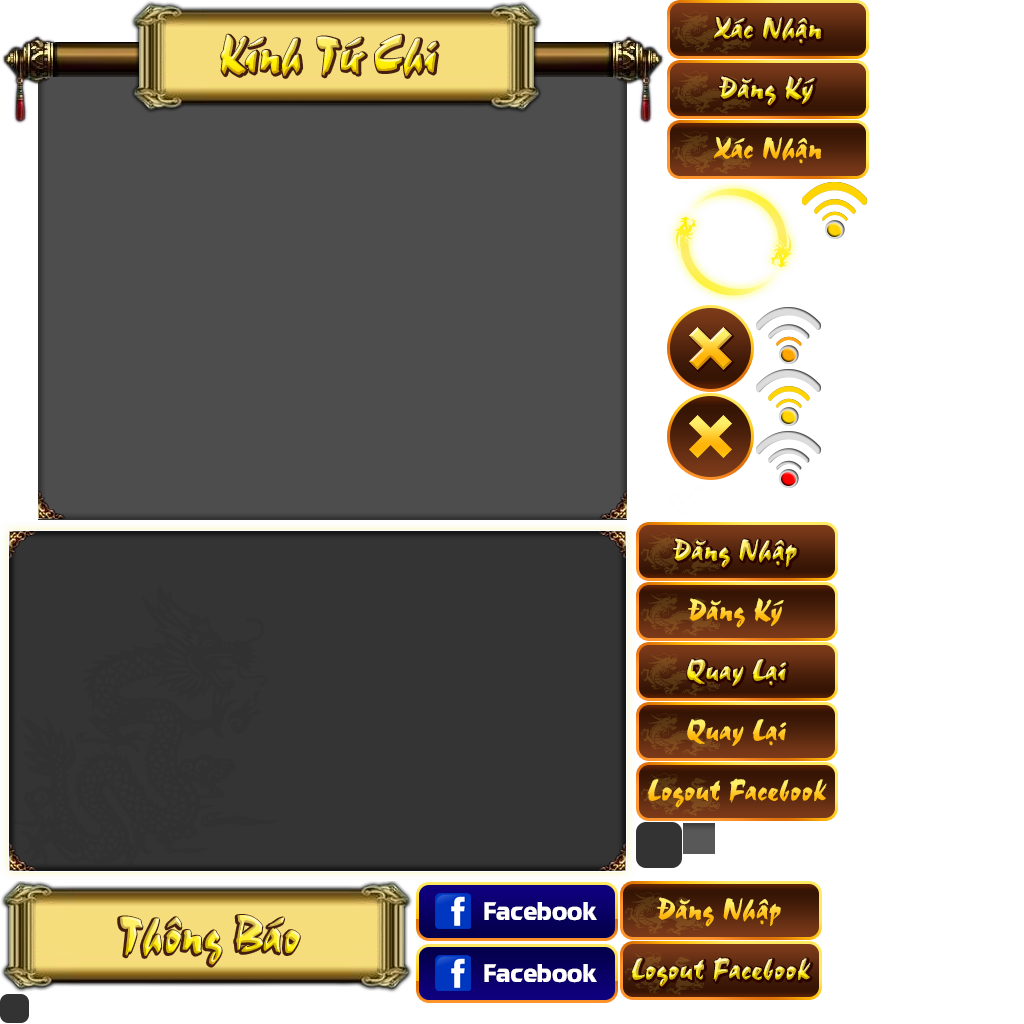 Kính Tứ Chi
Xác Nhận
Đăng Ký
Xác Nhận
Đăng Nhập
Đăng Ký
Quay Lại
Quay Lại
Logout Facebook
Thông Báo
f Facebook
Đăng Nhập
f Facebook
Logout Facebook